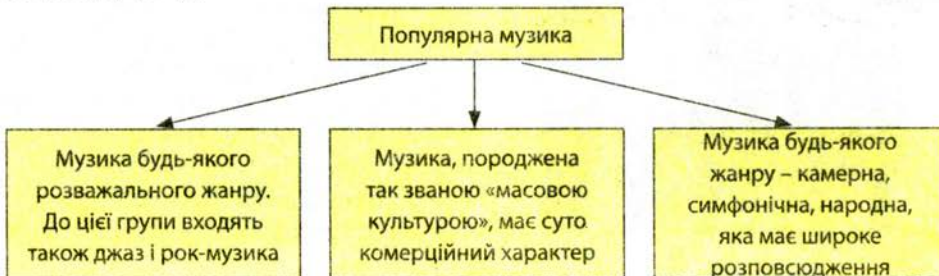 Популярна музика
Музика будь-якого
розважального жанру.
До цієї групи входять
також джаз і рок-музика
Музика, породжена
так званою «масовою
культурою», має суто
комерційний характер
Музика будь-якого
жанру – камерна,
симфонічна, народна,
яка має широке
розповсюдження